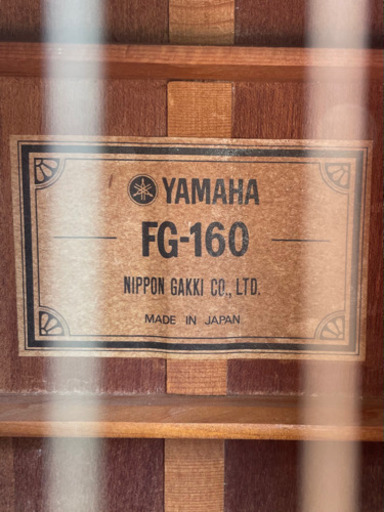 YAMAHA
FG-160
NIPPON GAKKI CO., LTD.
MADE IN JAPAN